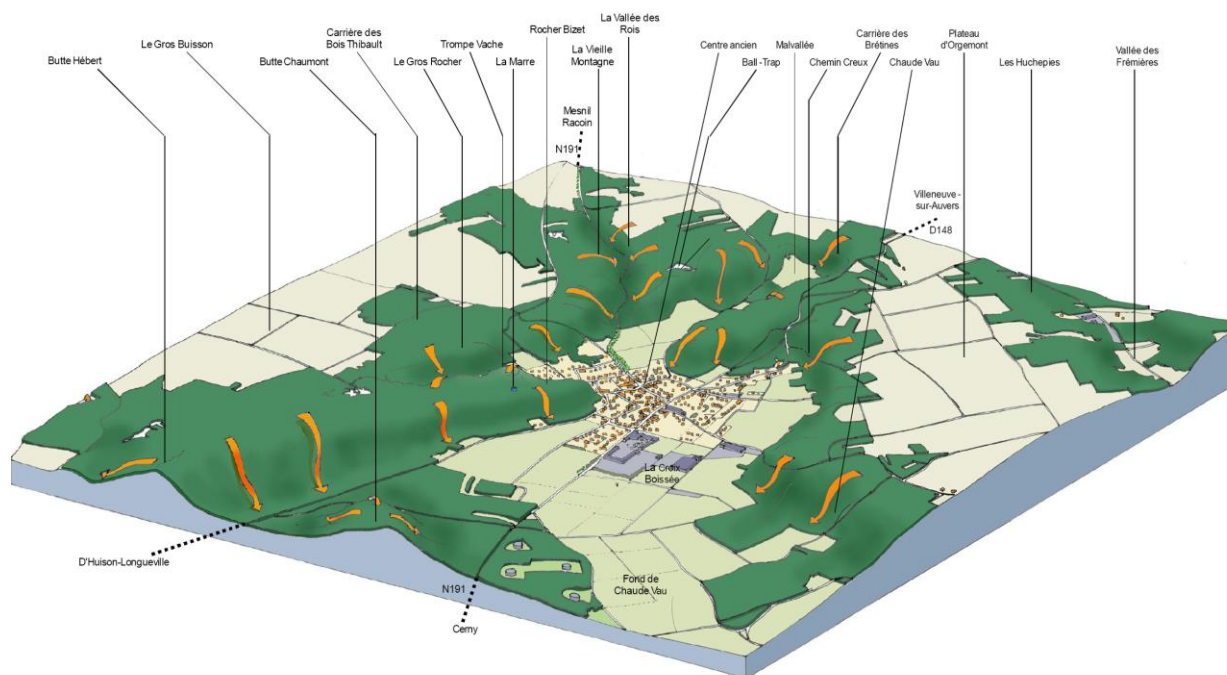 La Vallée des
Rois
Carrière des
Bois Thibault
Rocher Bizet
Carrière des
Brétines
Le Gros Buisson
Trompe Vache
La Vieille
Montagne
Centre ancien
Malvallée
Plateau
d'Orgemont
Vallée des
Frémières
Butte Hébert
Butte Chaumont
Le Gros Rocher
La Marre
Ball -Trap
Chemin Creux
Chaude Vau
Les Huchepies
Mesnil
Racoin
N191
Villeneuve -
sur-Auvers
D148
La Croix
Boissée
D'Huison-Longueville
N191
Cerny
Fond de
Chaude Vau